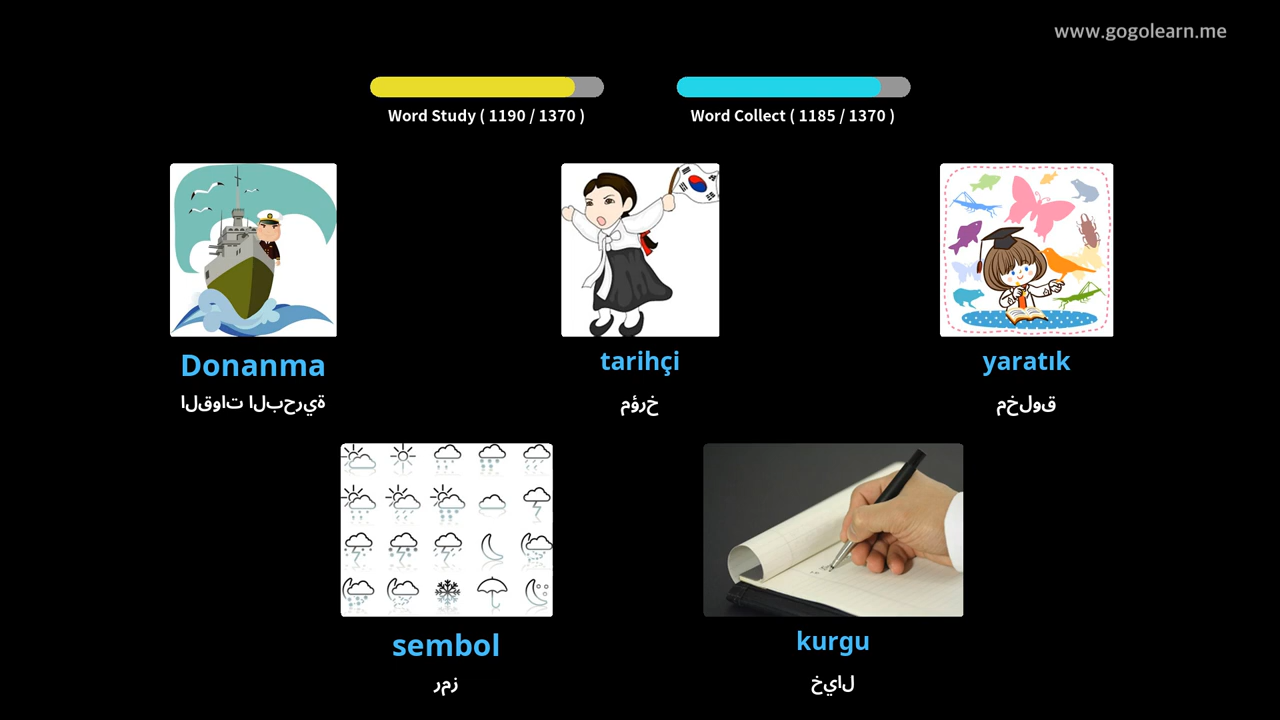 www.gogolearn.me
Word Study ( 1190 / 1370 )
Word Collect ( 1185 / 1370 )
Donanma
القوات البحرية
tarihçi
مؤرخ
yaratık
مخلوق
sembol
رمز
kurgu
خيال